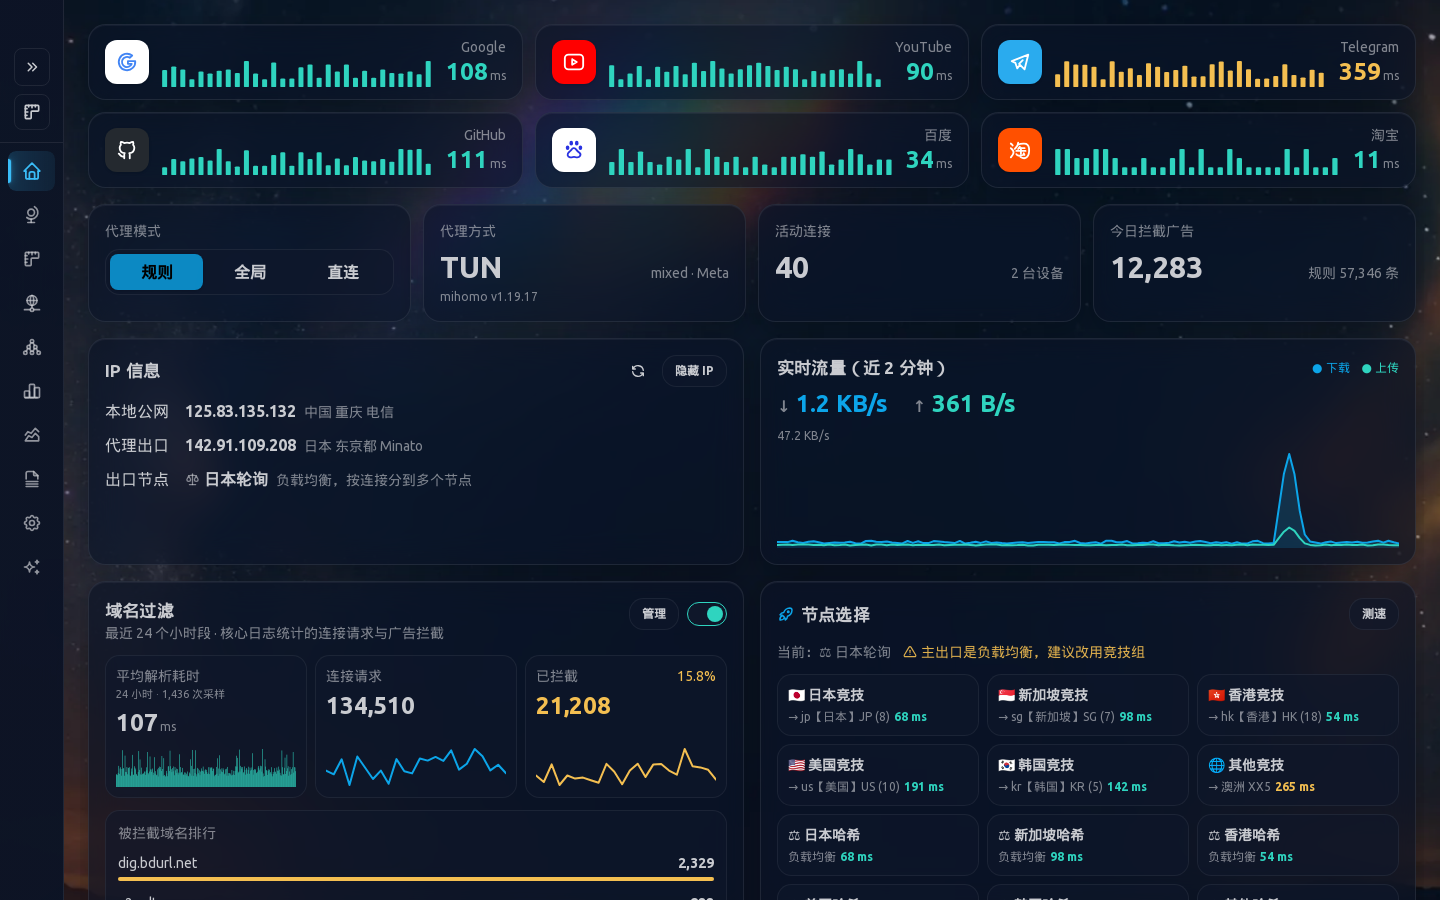 Google
108 ms
YouTube
90 ms
Telegram
359 ms
GitHub
111 ms
百度
34 ms
淘
淘宝
11 ms
代理模式
规则 全局 直连
代理方式
TUN mixed · Meta
mihomo v1.19.17
活动连接
40 2 台设备
今日拦截广告
12,283 规则 57,346 条
IP 信息 隐藏 IP
本地公网 125.83.135.132 中国 重庆 电信
代理出口 142.91.109.208 日本 东京都 Minato
出口节点 日本轮询 负载均衡，按连接分到多个节点
实时流量（近 2 分钟） 下载 上传
↓ 1.2 KB/s ↑ 361 B/s
47.2 KB/s
域名过滤 管理
最近 24 个小时段 · 核心日志统计的连接请求与广告拦截
平均解析耗时
24 小时 · 1,436 次采样
107 ms
连接请求
134,510
已拦截 15.8%
21,208
被拦截域名排行
dig.bdurl.net 2,329
节点选择 测速
当前：⚖ 日本轮询 主出口是负载均衡，建议改用竞技组
🇯🇵 日本竞技
→ jp【日本】JP (8) 68 ms
🇸🇬 新加坡竞技
→ sg【新加坡】SG (7) 98 ms
🇭🇰 香港竞技
→ hk【香港】HK (18) 54 ms
🇺🇸 美国竞技
→ us【美国】US (10) 191 ms
🇰🇷 韩国竞技
→ kr【韩国】KR (5) 142 ms
🌐 其他竞技
→ 澳洲 XX5 265 ms
⚖ 日本哈希
负载均衡 68 ms
⚖ 新加坡哈希
负载均衡 98 ms
⚖ 香港哈希
负载均衡 54 ms